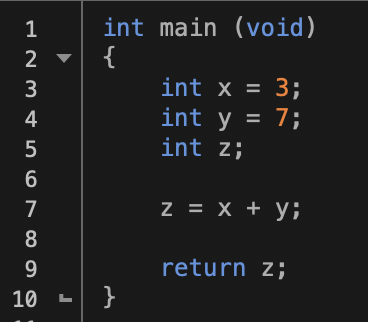 1 int main (void)
2 {
3 int x = 3;
4 int y = 7;
5 int z;
6
7 z = x + y;
8
9 return z;
10 }